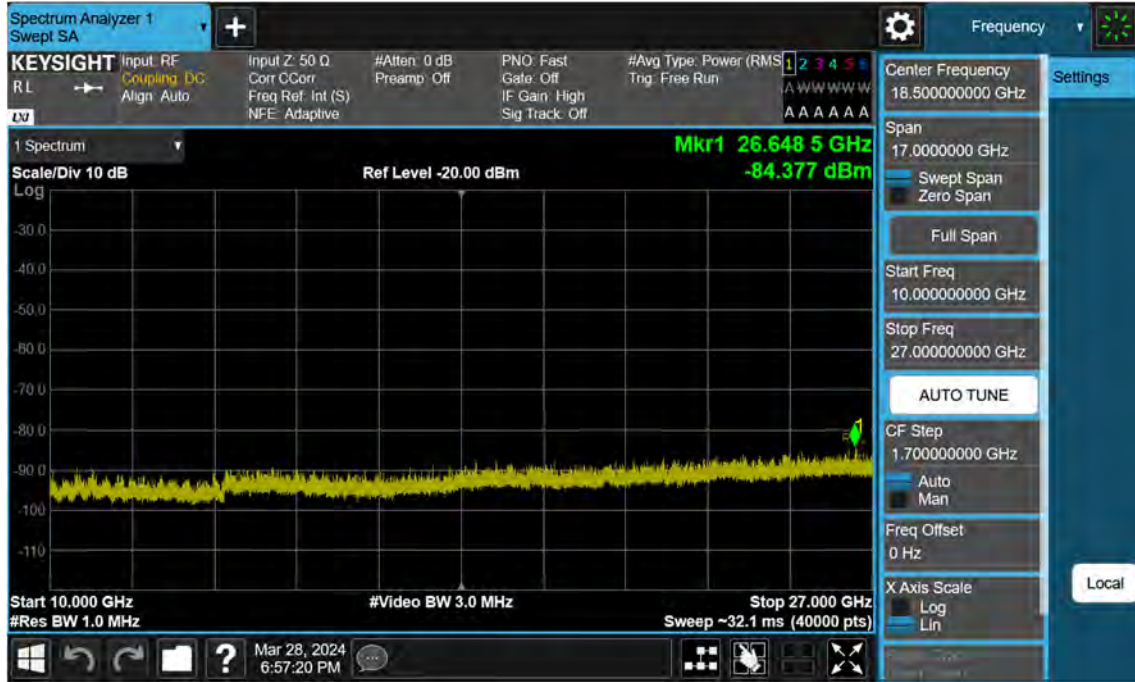 Spectrum Analyzer 1
Swept SA
Frequency
KEYSIGHT
RL
LXI
Input: RF
Coupling: DC
Align: Auto
Input Z: 50 Ω
Corr CCorr
Freq Ref: Int (S)
NFE: Adaptive
#Atten: 0 dB
Preamp: Off
PNO: Fast
Gate: Off
IF Gain: High
Sig Track: Off
#Avg Type: Power (RMS
Trig: Free Run
1 2 3 4 5 6
A W W W W W
A A A A A A
1 Spectrum
Scale/Div 10 dB
Log
Ref Level -20.00 dBm
Mkr1 26.648 5 GHz
-84.377 dBm
-30.0
-40.0
-50.0
-60.0
-70.0
-80.0
-90.0
-100
-110
1
Start 10.000 GHz
#Res BW 1.0 MHz
#Video BW 3.0 MHz
Stop 27.000 GHz
Sweep ~32.1 ms (40000 pts)
Center Frequency
18.500000000 GHz
Span
17.0000000 GHz
Swept Span
Zero Span
Full Span
Start Freq
10.000000000 GHz
Stop Freq
27.000000000 GHz
AUTO TUNE
CF Step
1.700000000 GHz
Auto
Man
Freq Offset
0 Hz
X Axis Scale
Log
Lin
Settings
Local
?
Mar 28, 2024
6:57:20 PM